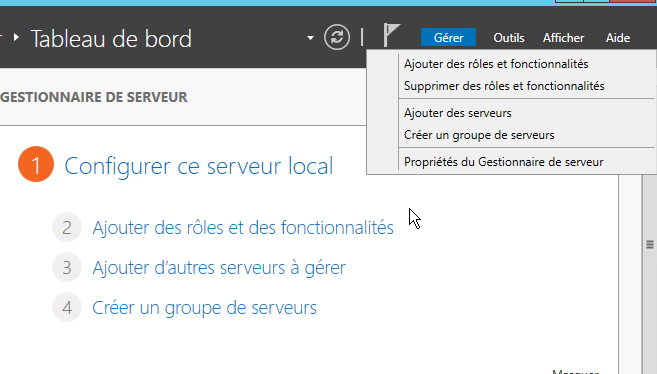 Tableau de bord
Gérer Outils Afficher Aide
Ajouter des rôles et fonctionnalités
Supprimer des rôles et fonctionnalités
Ajouter des serveurs
Créer un groupe de serveurs
Propriétés du Gestionnaire de serveur
GESTIONNAIRE DE SERVEUR
1 Configurer ce serveur local
2 Ajouter des rôles et des fonctionnalités
3 Ajouter d'autres serveurs à gérer
4 Créer un groupe de serveurs